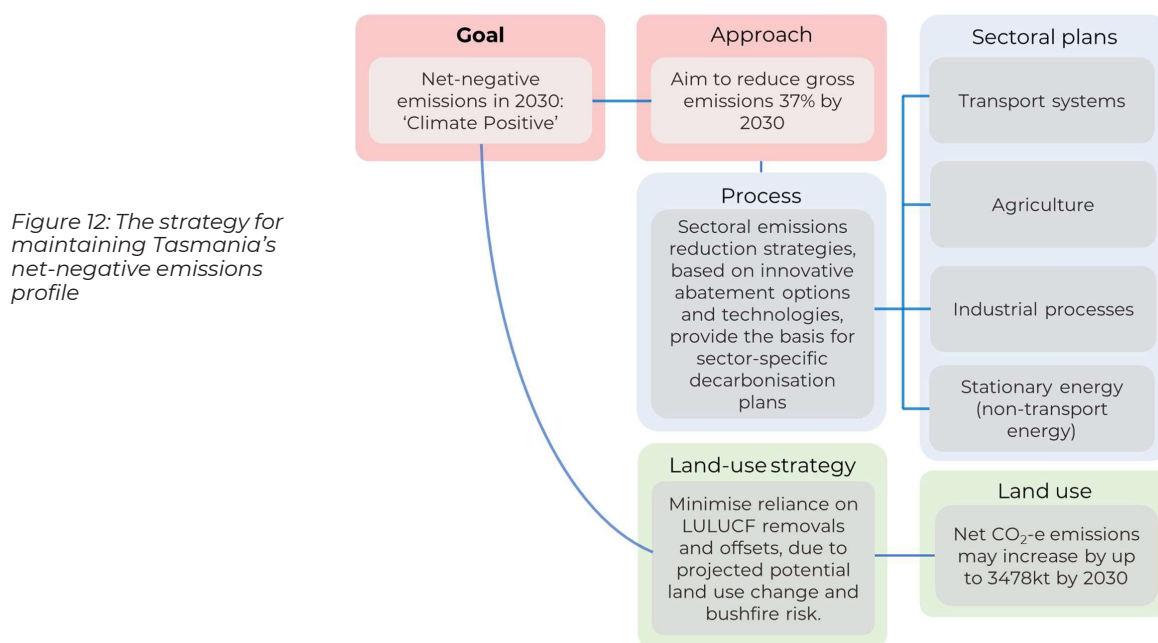 Figure 12: The strategy for
maintaining Tasmania's
net-negative emissions
profile
Goal
Net-negative
emissions in 2030:
'Climate Positive'
Approach
Aim to reduce gross
emissions 37% by
2030
Process
Sectoral emissions
reduction strategies,
based on innovative
abatement options
and technologies,
provide the basis for
sector-specific
decarbonisation
plans
Sectoral plans
Transport systems
Agriculture
Industrial processes
Stationary energy
(non-transport
energy)
Land-use strategy
Minimise reliance on
LULUCF removals
and offsets, due to
projected potential
land use change and
bushfire risk.
Land use
Net CO₂-e emissions
may increase by up
to 3478kt by 2030